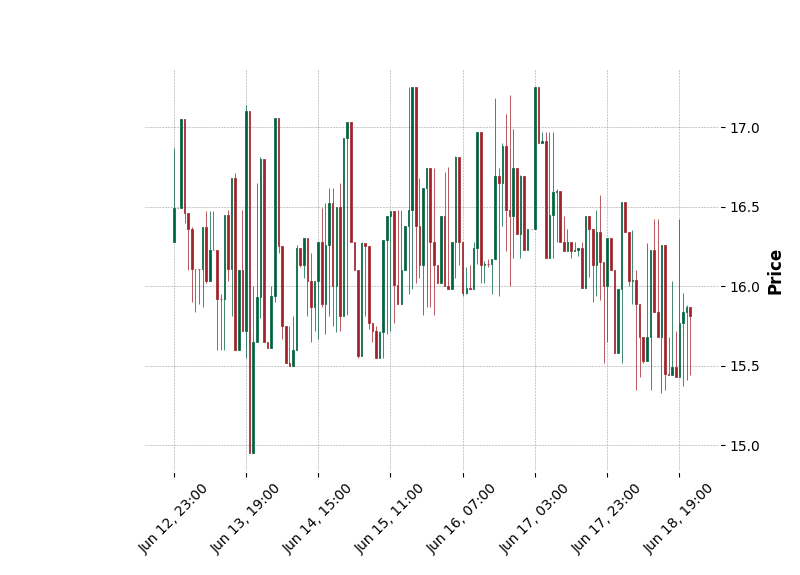 17.0
16.5
16.0
15.5
15.0
Price
Jun 12, 23:00
Jun 13, 19:00
Jun 14, 15:00
Jun 15, 11:00
Jun 16, 07:00
Jun 17, 03:00
Jun 17, 23:00
Jun 18, 19:00